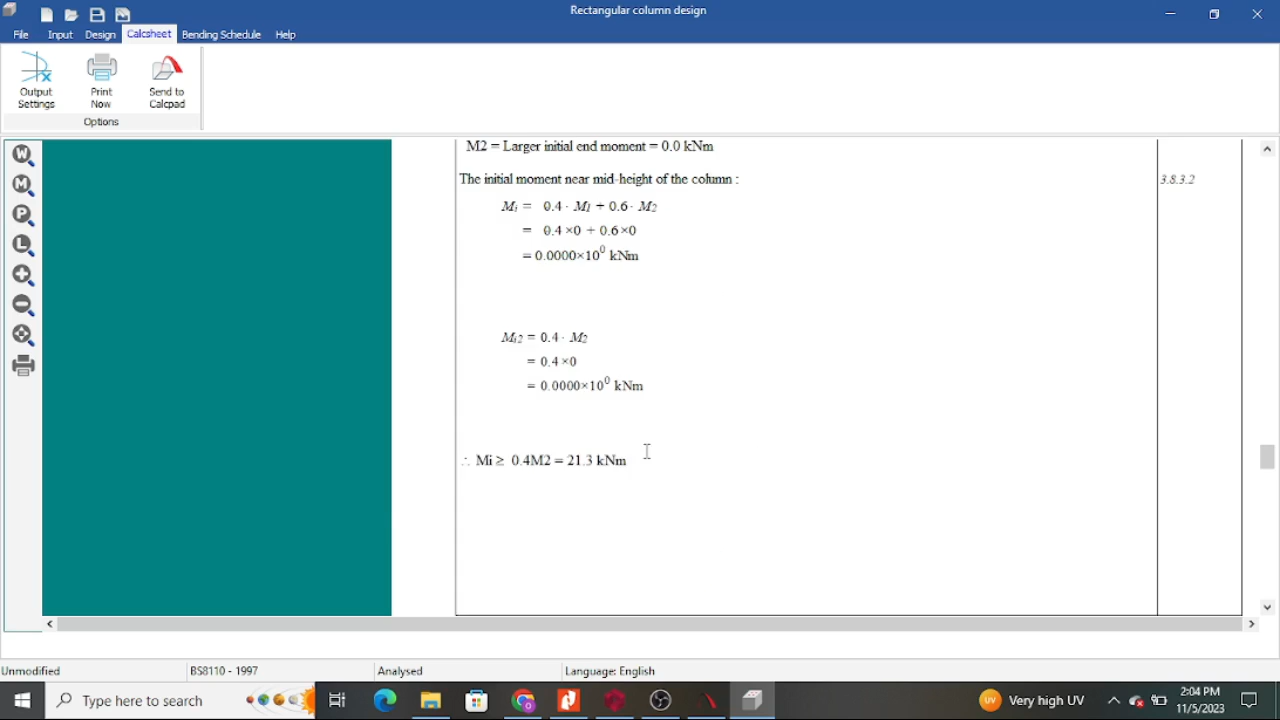 Rectangular column design
File Input Design Calcsheet Bending Schedule Help
Output Settings
Print Now
Send to Calcpad
Options
M2 = Larger initial end moment = 0.0 kNm
The initial moment near mid-height of the column :
3.8.3.2
Mi = 0.4 · M1 + 0.6 · M2
= 0.4 ×0 + 0.6 ×0
= 0.0000×10⁰ kNm
Mi2 = 0.4 · M2
= 0.4 ×0
= 0.0000×10⁰ kNm
∴ Mi ≥ 0.4M2 = 21.3 kNm
W
M
P
L
Unmodified BS8110 - 1997 Analysed Language: English
Type here to search
UV Very high UV
2:04 PM
11/5/2023